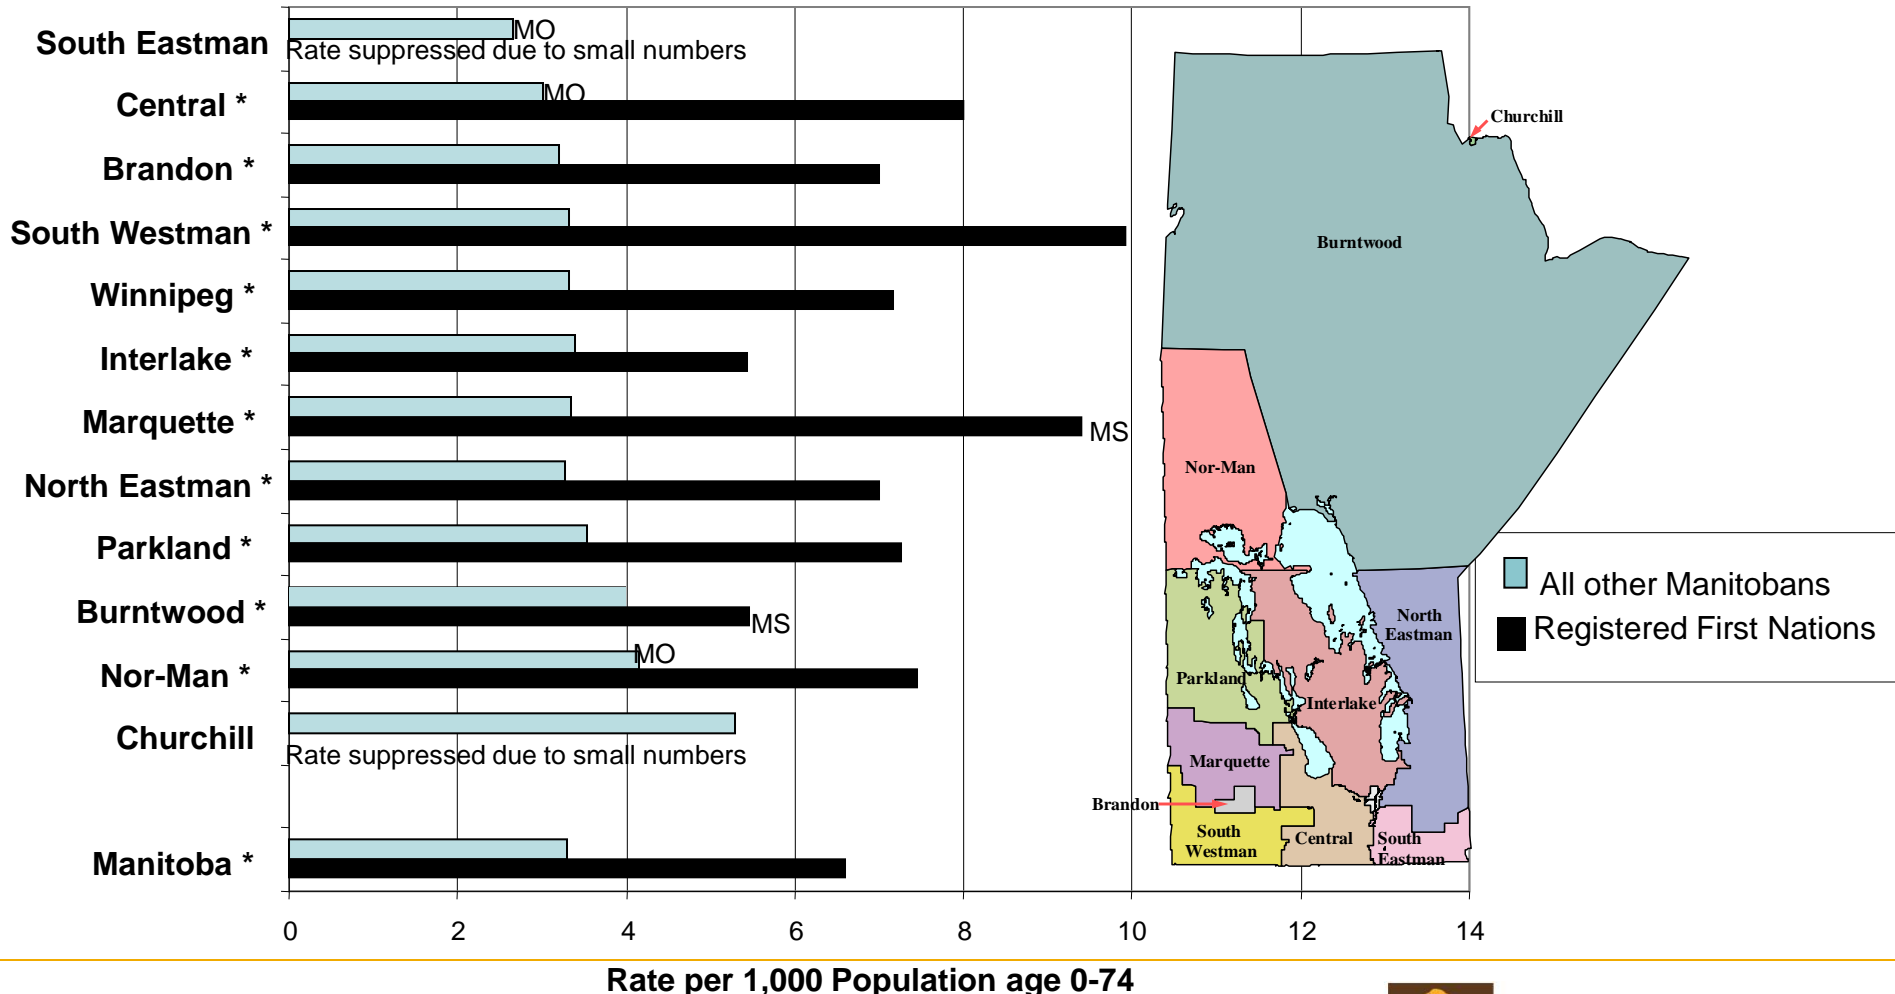 South Eastman
MO
Rate suppressed due to small numbers
Central *
MO
Brandon *
South Westman *
Winnipeg *
Interlake *
Marquette *
MS
North Eastman *
Parkland *
Burntwood *
MS
Nor-Man *
MO
Churchill
Rate suppressed due to small numbers
Manitoba *
0 2 4 6 8 10 12 14
Rate per 1,000 Population age 0-74
Churchill
Burntwood
Nor-Man
North
Eastman
Parkland
Interlake
Marquette
Brandon
South
Westman
Central
South
Eastman
All other Manitobans
Registered First Nations